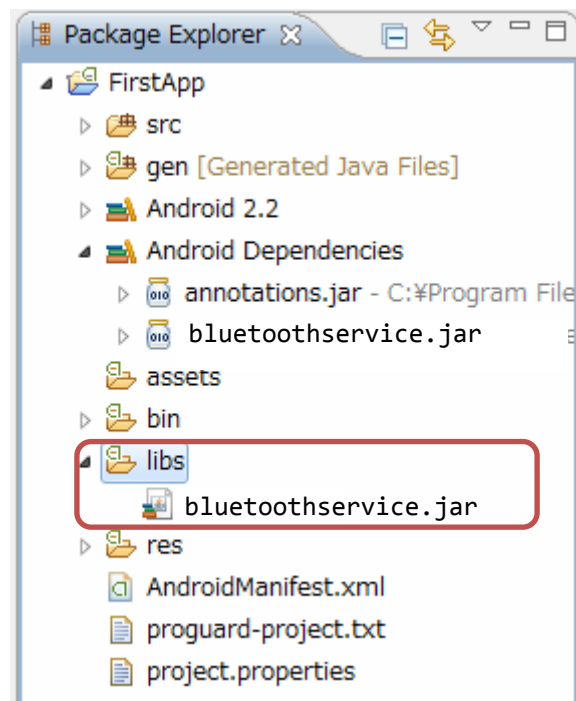 Package Explorer
FirstApp
src
gen [Generated Java Files]
Android 2.2
Android Dependencies
annotations.jar - C:¥Program File
bluetoothservice.jar
assets
bin
libs
bluetoothservice.jar
res
AndroidManifest.xml
proguard-project.txt
project.properties